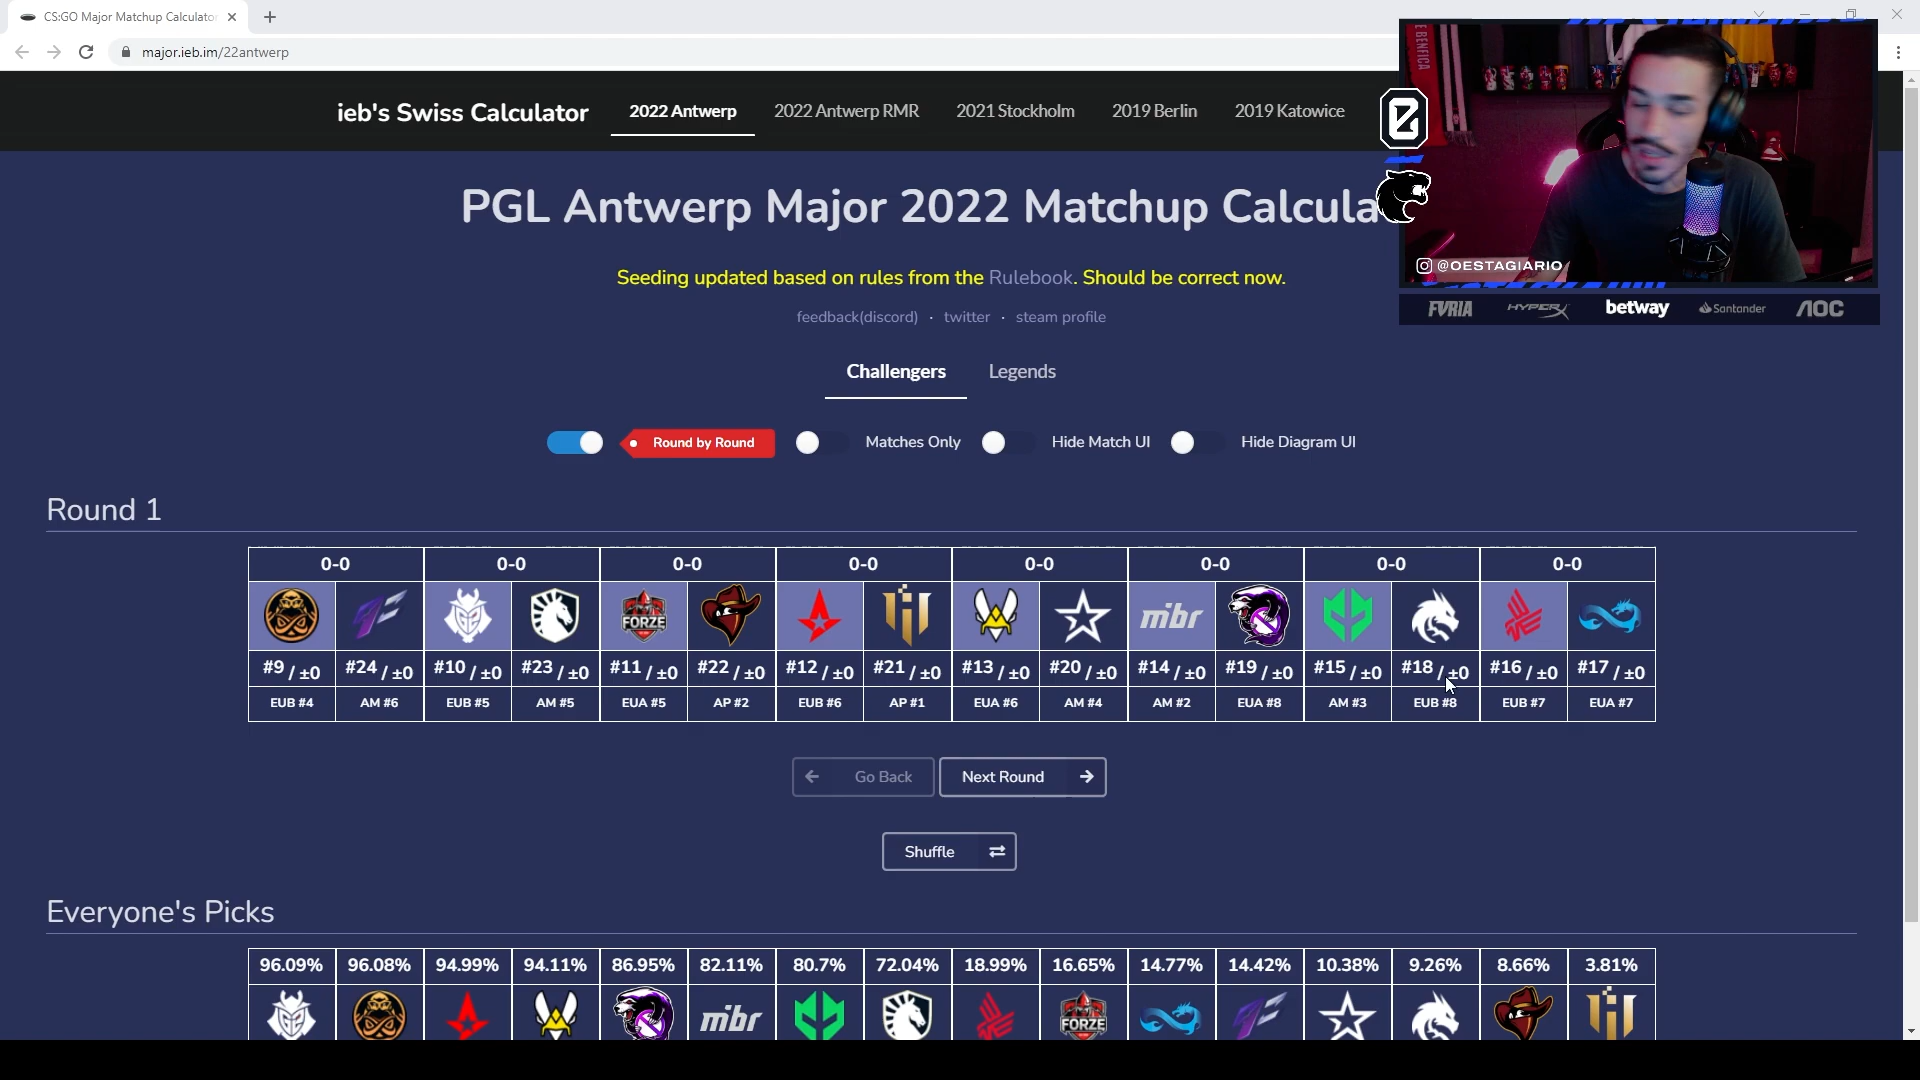 CS:GO Major Matchup Calculator
major.ieb.im/22antwerp
ieb's Swiss Calculator 2022 Antwerp 2022 Antwerp RMR 2021 Stockholm 2019 Berlin 2019 Katowice
E BENFICA
PGL Antwerp Major 2022 Matchup Calcula
Seeding updated based on rules from the Rulebook. Should be correct now.
@OESTAGIARIO
FVRIA HYPERX betway Santander AOC
feedback(discord) · twitter · steam profile
Challengers Legends
Round by Round Matches Only Hide Match UI Hide Diagram UI
Round 1
0-0 0-0 0-0 0-0 0-0 0-0 0-0 0-0
FORZE mibr
#9 / ±0 #24 / ±0 #10 / ±0 #23 / ±0 #11 / ±0 #22 / ±0 #12 / ±0 #21 / ±0 #13 / ±0 #20 / ±0 #14 / ±0 #19 / ±0 #15 / ±0 #18 / ±0 #16 / ±0 #17 / ±0
EUB #4 AM #6 EUB #5 AM #5 EUA #5 AP #2 EUB #6 AP #1 EUA #6 AM #4 AM #2 EUA #8 AM #3 EUB #8 EUB #7 EUA #7
Go Back Next Round
Shuffle
Everyone's Picks
96.09% 96.08% 94.99% 94.11% 86.95% 82.11% 80.7% 72.04% 18.99% 16.65% 14.77% 14.42% 10.38% 9.26% 8.66% 3.81%
mibr FORZE